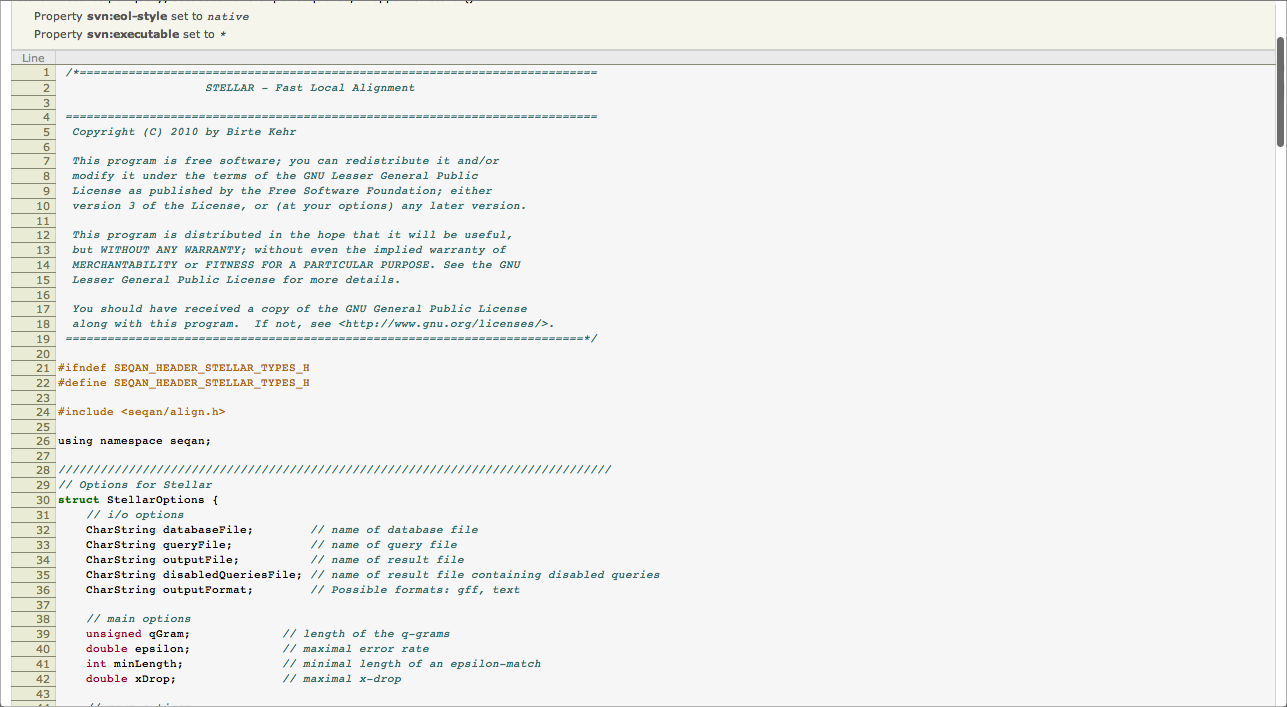 Property svn:eol-style set to native
Property svn:executable set to *
Line
1 /*==========================================================================
2                     STELLAR - Fast Local Alignment
3
4 ============================================================================
5  Copyright (C) 2010 by Birte Kehr
6
7  This program is free software; you can redistribute it and/or
8  modify it under the terms of the GNU Lesser General Public
9  License as published by the Free Software Foundation; either
10  version 3 of the License, or (at your options) any later version.
11
12  This program is distributed in the hope that it will be useful,
13  but WITHOUT ANY WARRANTY; without even the implied warranty of
14  MERCHANTABILITY or FITNESS FOR A PARTICULAR PURPOSE. See the GNU
15  Lesser General Public License for more details.
16
17  You should have received a copy of the GNU General Public License
18  along with this program.  If not, see <http://www.gnu.org/licenses/>.
19 ==========================================================================*/
20
21 #ifndef SEQAN_HEADER_STELLAR_TYPES_H
22 #define SEQAN_HEADER_STELLAR_TYPES_H
23
24 #include <seqan/align.h>
25
26 using namespace seqan;
27
28 ///////////////////////////////////////////////////////////////////////////////
29 // Options for Stellar
30 struct StellarOptions {
31     // i/o options
32     CharString databaseFile;        // name of database file
33     CharString queryFile;           // name of query file
34     CharString outputFile;          // name of result file
35     CharString disabledQueriesFile; // name of result file containing disabled queries
36     CharString outputFormat;        // Possible formats: gff, text
37
38     // main options
39     unsigned qGram;             // length of the q-grams
40     double epsilon;             // maximal error rate
41     int minLength;              // minimal length of an epsilon-match
42     double xDrop;               // maximal x-drop
43